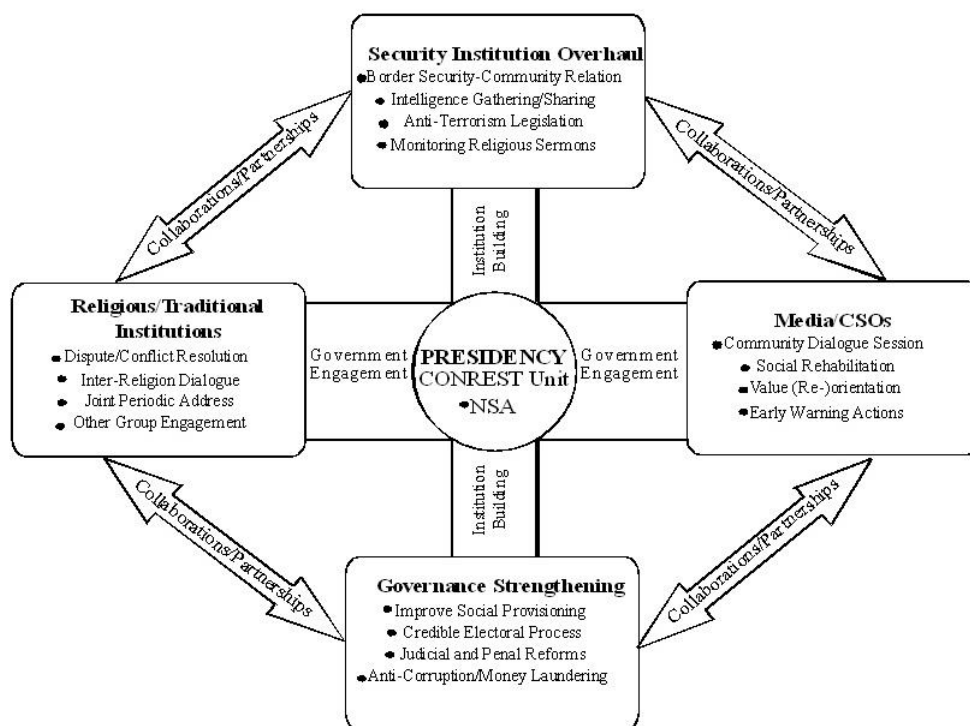 Security Institution Overhaul
Border Security-Community Relation
Intelligence Gathering/Sharing
Anti-Terrorism Legislation
Monitoring Religious Sermons
Collaborations/Partnerships
Collaborations/Partnerships
Institution
Building
Religious/Traditional
Institutions
Dispute/Conflict Resolution
Inter-Religion Dialogue
Joint Periodic Address
Other Group Engagement
Government
Engagement
PRESIDENCY
CONREST Unit
NSA
Government
Engagement
Media/CSOs
Community Dialogue Session
Social Rehabilitation
Value (Re-)orientation
Early Warning Actions
Institution
Building
Collaborations/Partnerships
Collaborations/Partnerships
Governance Strengthening
Improve Social Provisioning
Credible Electoral Process
Judicial and Penal Reforms
Anti-Corruption/Money Laundering